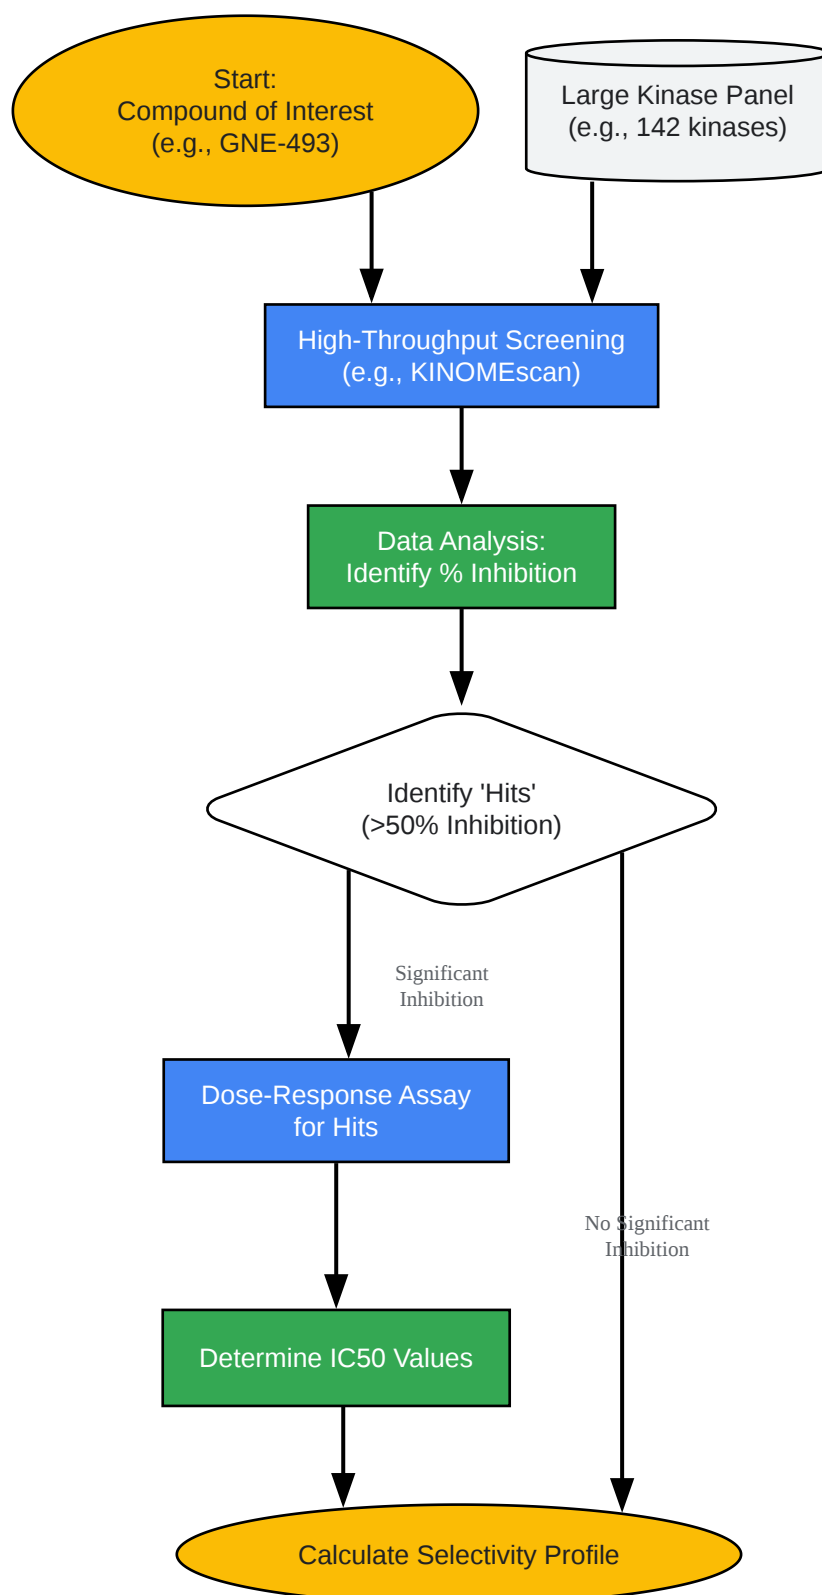 Start:
Compound of Interest
(e.g., GNE-493)
Large Kinase Panel
(e.g., 142 kinases)
High-Throughput Screening
(e.g., KINOMEscan)
Data Analysis:
Identify % Inhibition
Identify 'Hits'
(>50% Inhibition)
Significant
Inhibition
Dose-Response Assay
for Hits
No Significant
Inhibition
Determine IC50 Values
Calculate Selectivity Profile